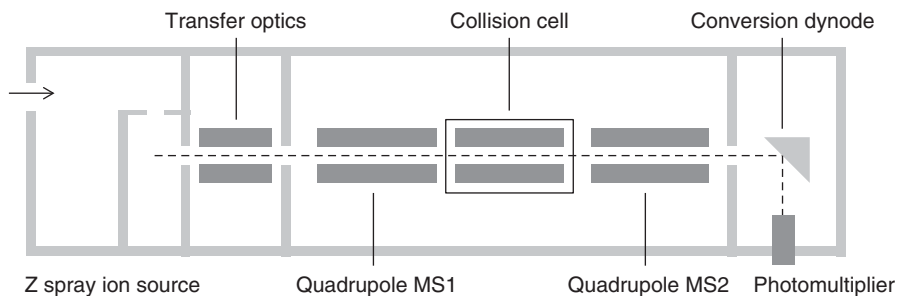 Transfer optics
Collision cell
Conversion dynode
Z spray ion source
Quadrupole MS1
Quadrupole MS2
Photomultiplier